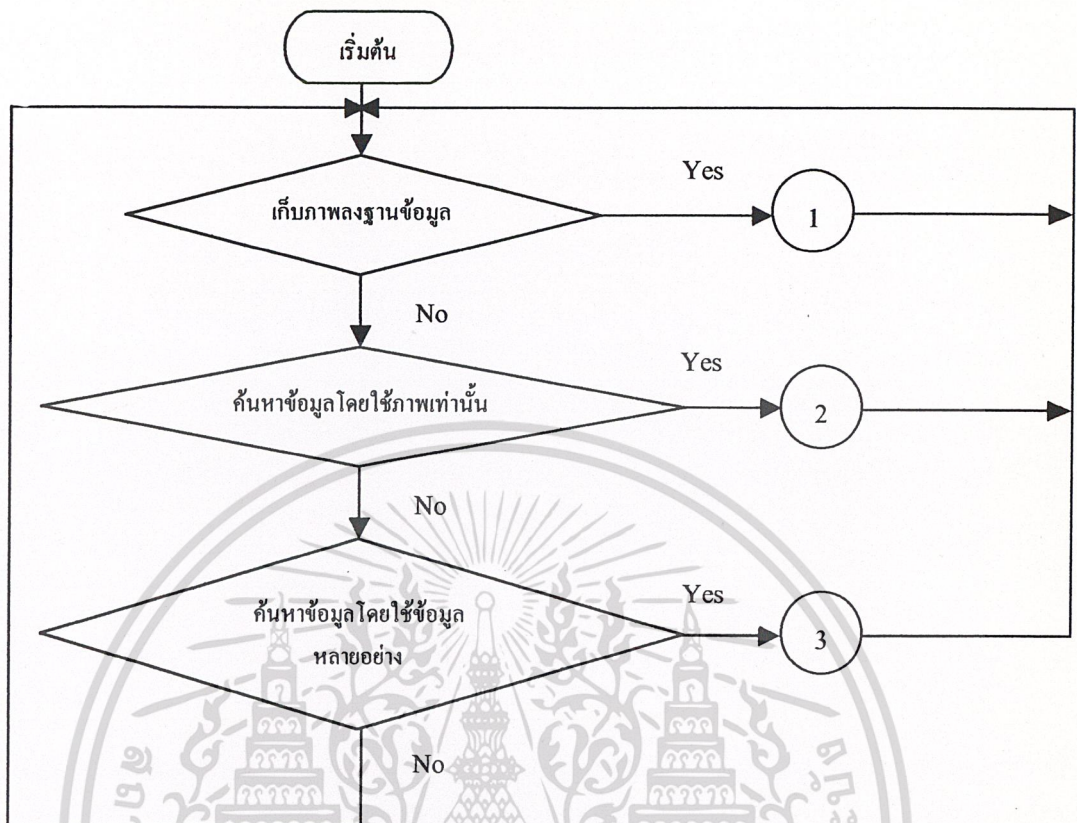 เริ่มต้น
เก็บภาพลงฐานข้อมูล
Yes
1
No
ค้นหาข้อมูลโดยใช้ภาพเท่านั้น
Yes
2
No
ค้นหาข้อมูลโดยใช้ข้อมูล
หลายอย่าง
Yes
3
No